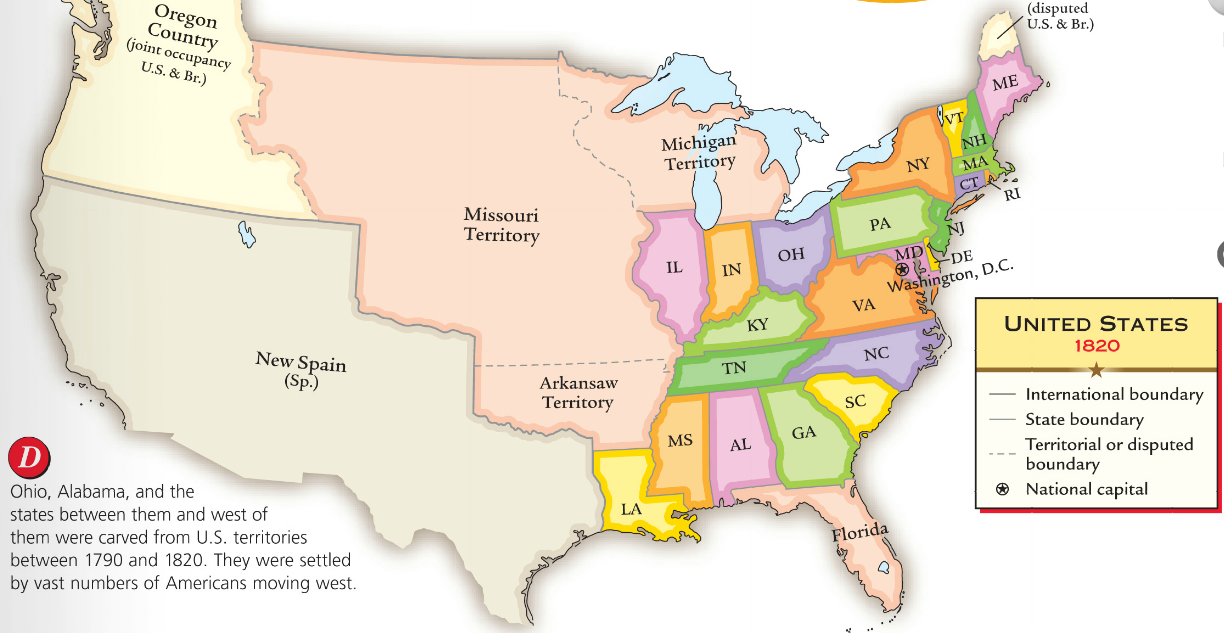 (disputed
U.S. & Br.)
Oregon
Country
(joint occupancy
U.S. & Br.)
ME
VT
NH
Michigan
Territory
NY
MA
CT
RI
Missouri
Territory
PA
NJ
IL
IN
OH
MD
DE
Washington, D.C.
VA
KY
New Spain
(Sp.)
TN
NC
Arkansaw
Territory
SC
MS
AL
GA
LA
Florida
UNITED STATES
1820
International boundary
State boundary
Territorial or disputed
boundary
National capital
D
Ohio, Alabama, and the
states between them and west of
them were carved from U.S. territories
between 1790 and 1820. They were settled
by vast numbers of Americans moving west.